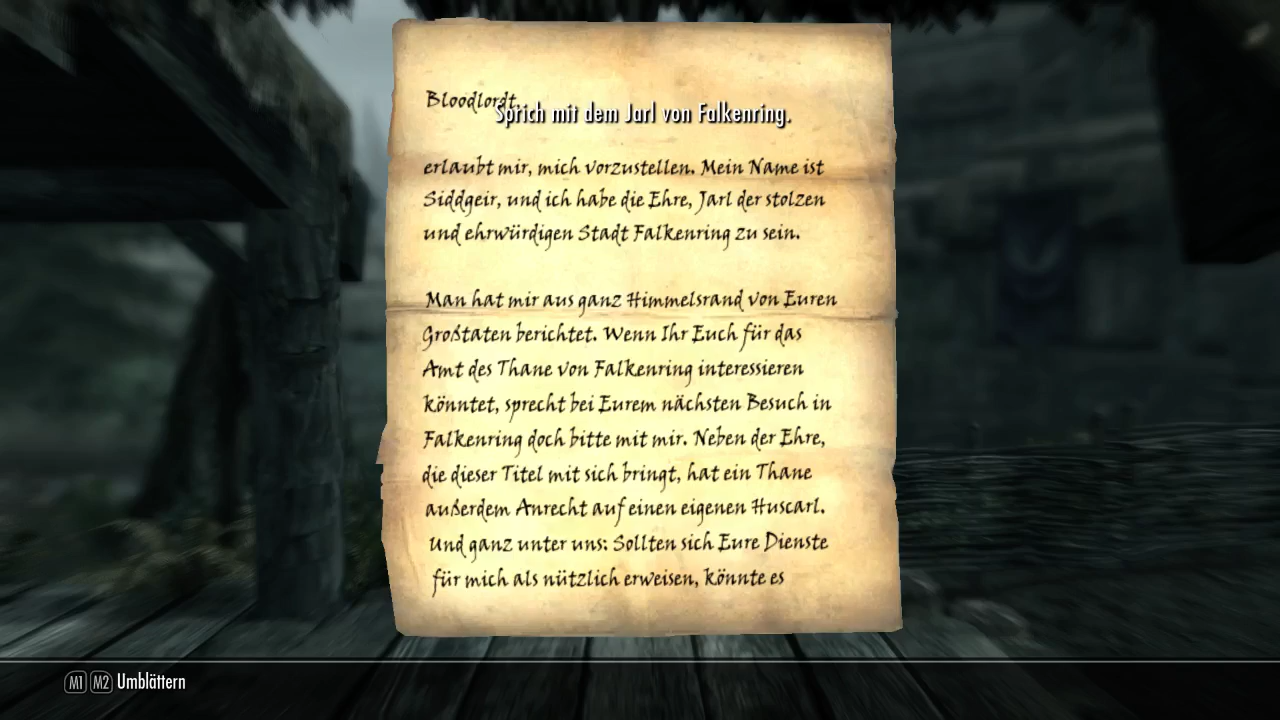 Bloodlordt,
Sprich mit dem Jarl von Falkenring.
erlaubt mir, mich vorzustellen. Mein Name ist
Siddgeir, und ich habe die Ehre, Jarl der stolzen
und ehrwürdigen Stadt Falkenring zu sein.
Man hat mir aus ganz Himmelsrand von Euren
Großtaten berichtet. Wenn Ihr Euch für das
Amt des Thane von Falkenring interessieren
könntet, sprecht bei Eurem nächsten Besuch in
Falkenring doch bitte mit mir. Neben der Ehre,
die dieser Titel mit sich bringt, hat ein Thane
außerdem Anrecht auf einen eigenen Huscarl.
Und ganz unter uns: Sollten sich Eure Dienste
für mich als nützlich erweisen, könnte es
M1 M2 Umblättern